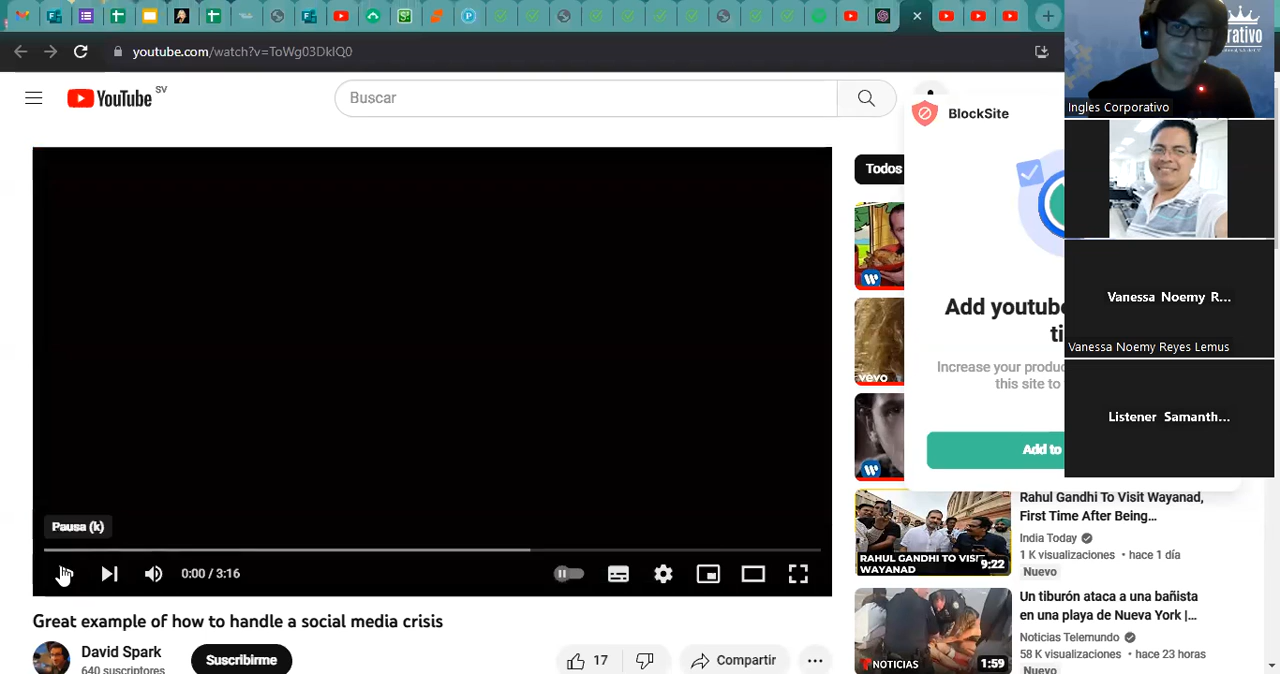 youtube.com/watch?v=ToWg03DkIQ0
YouTube SV
Buscar
BlockSite
Todos
Add youtube
ti
Increase your produc
this site to
Add to
vevo
Pausa (k)
0:00 / 3:16
Great example of how to handle a social media crisis
David Spark
640 suscriptores
Suscribirme
17
Compartir
RAHUL GANDHI TO VISIT
WAYANAD
9:22
Rahul Gandhi To Visit Wayanad,
First Time After Being...
India Today
1 K visualizaciones • hace 1 día
Nuevo
NOTICIAS
1:59
Un tiburón ataca a una bañista
en una playa de Nueva York |...
Noticias Telemundo
58 K visualizaciones • hace 23 horas
Nuevo
rativo
Ingles Corporativo
Vanessa Noemy R...
Vanessa Noemy Reyes Lemus
Listener Samanth...